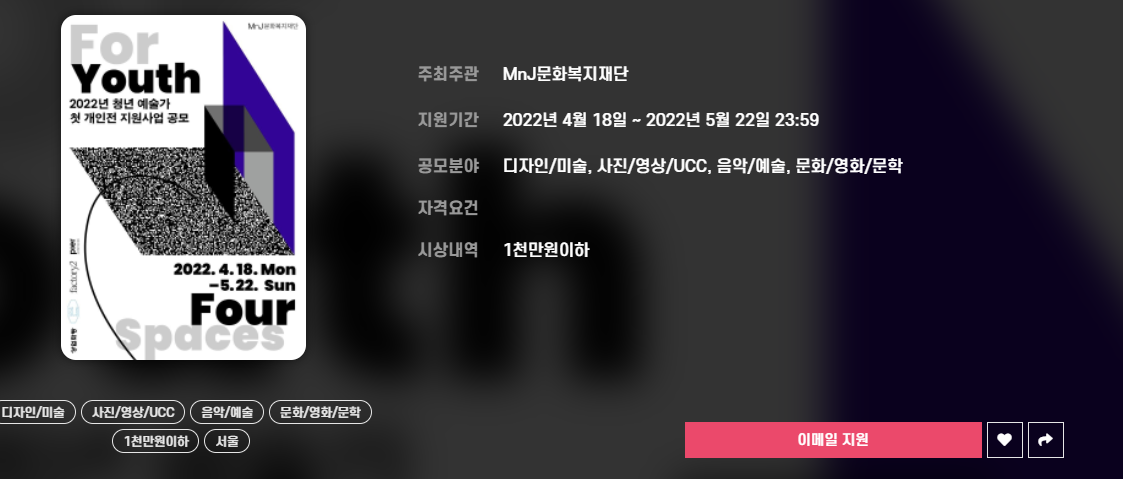 For
Youth
2022년 청년 예술가
첫 개인전 지원사업 공모
MnJ문화복지재단
2022. 4. 18. Mon
–5. 22. Sun
Four
Spaces
factory2
pier
주최주관 MnJ문화복지재단
지원기간 2022년 4월 18일 ~ 2022년 5월 22일 23:59
공모분야 디자인/미술, 사진/영상/UCC, 음악/예술, 문화/영화/문학
자격요건
시상내역 1천만원이하
디자인/미술 사진/영상/UCC 음악/예술 문화/영화/문학
1천만원이하 서울
이메일 지원